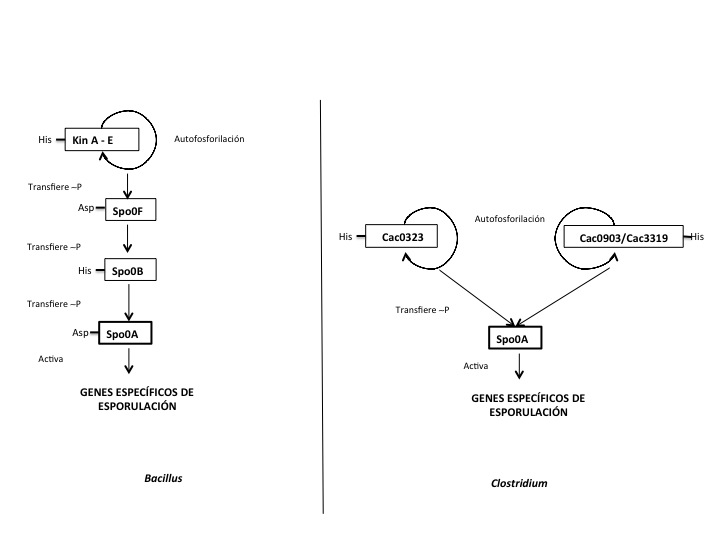 His
Kin A - E
Autofosforilación
Transfiere –P
Asp
Spo0F
Transfiere –P
His
Spo0B
Transfiere –P
Asp
Spo0A
Activa
GENES ESPECÍFICOS DE
ESPORULACIÓN
Bacillus
Autofosforilación
His
Cac0323
Cac0903/Cac3319
His
Transfiere –P
Spo0A
Activa
GENES ESPECÍFICOS DE
ESPORULACIÓN
Clostridium